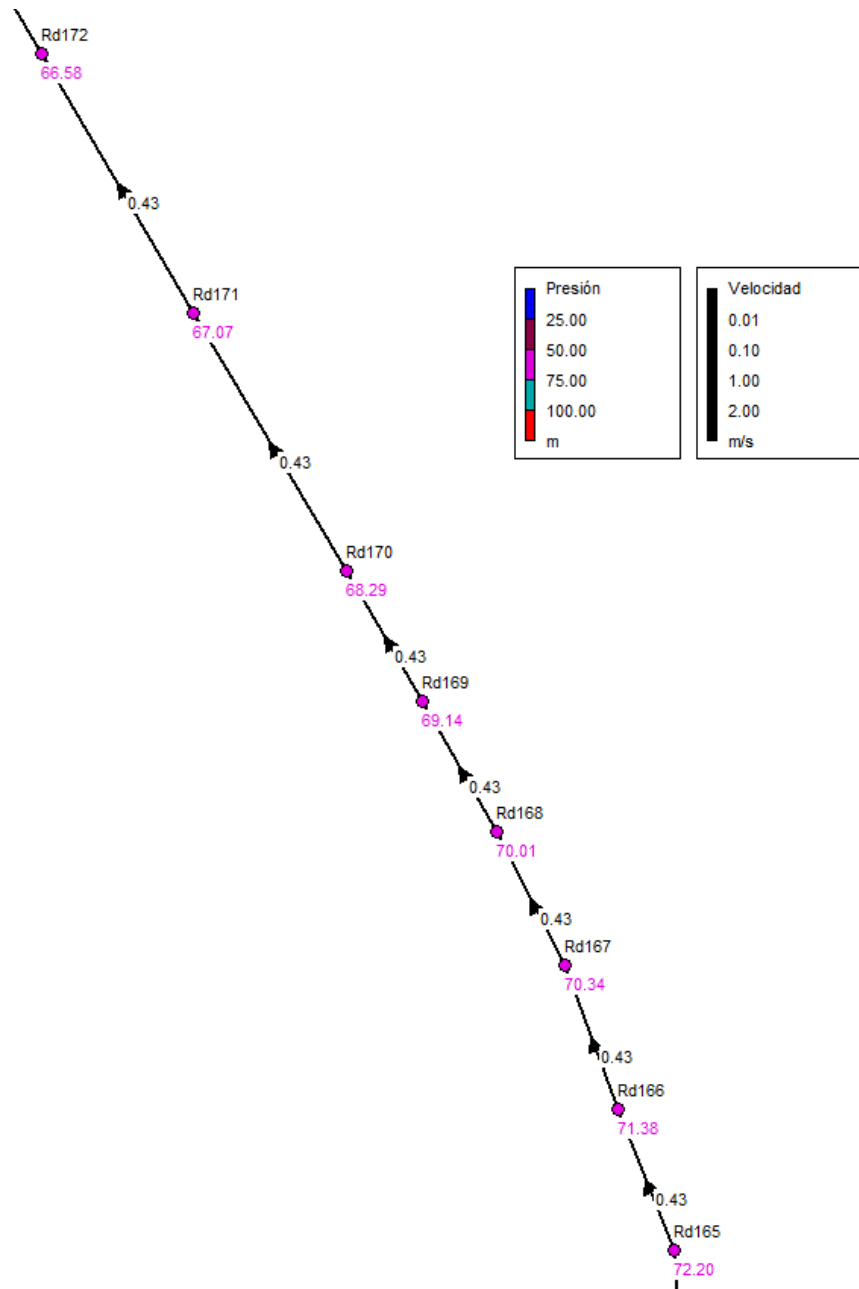 Rd172
66.58
0.43
Rd171
67.07
0.43
Rd170
68.29
0.43
Rd169
69.14
0.43
Rd168
70.01
0.43
Rd167
70.34
0.43
Rd166
71.38
0.43
Rd165
72.20
Presión
25.00
50.00
75.00
100.00
m
Velocidad
0.01
0.10
1.00
2.00
m/s